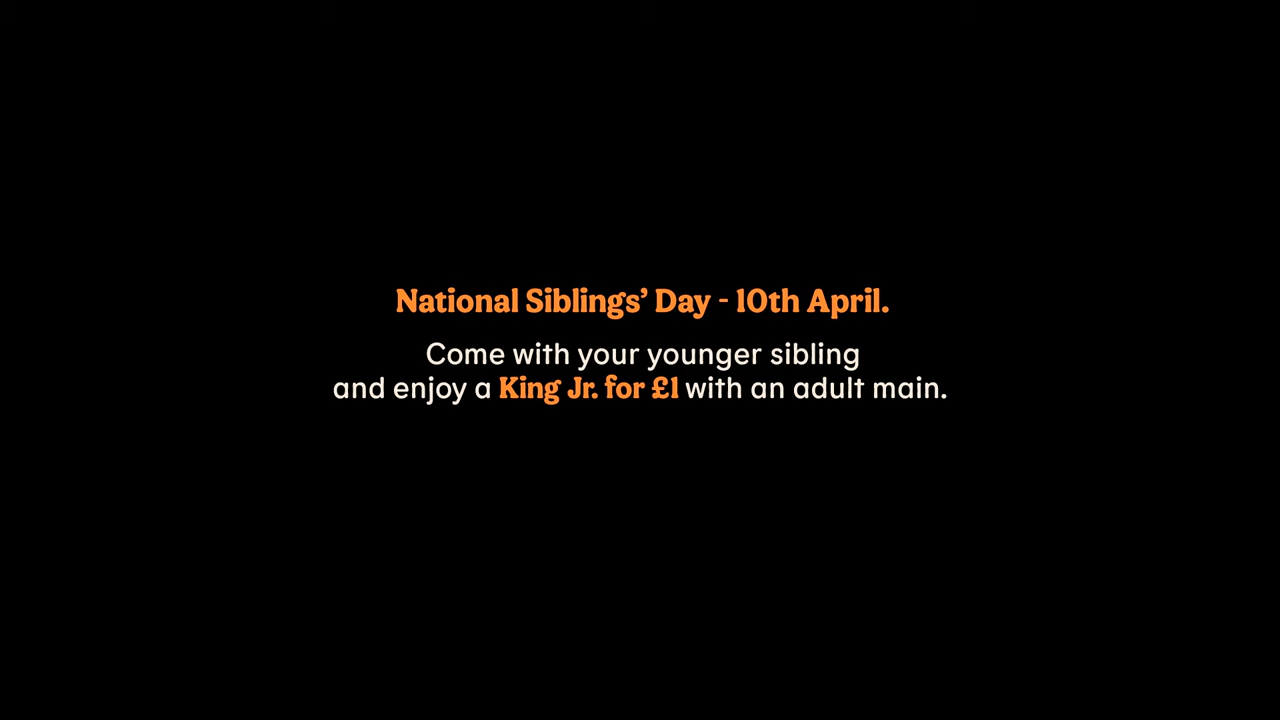 National Siblings’ Day - 10th April.
Come with your younger sibling
and enjoy a King Jr. for £1 with an adult main.